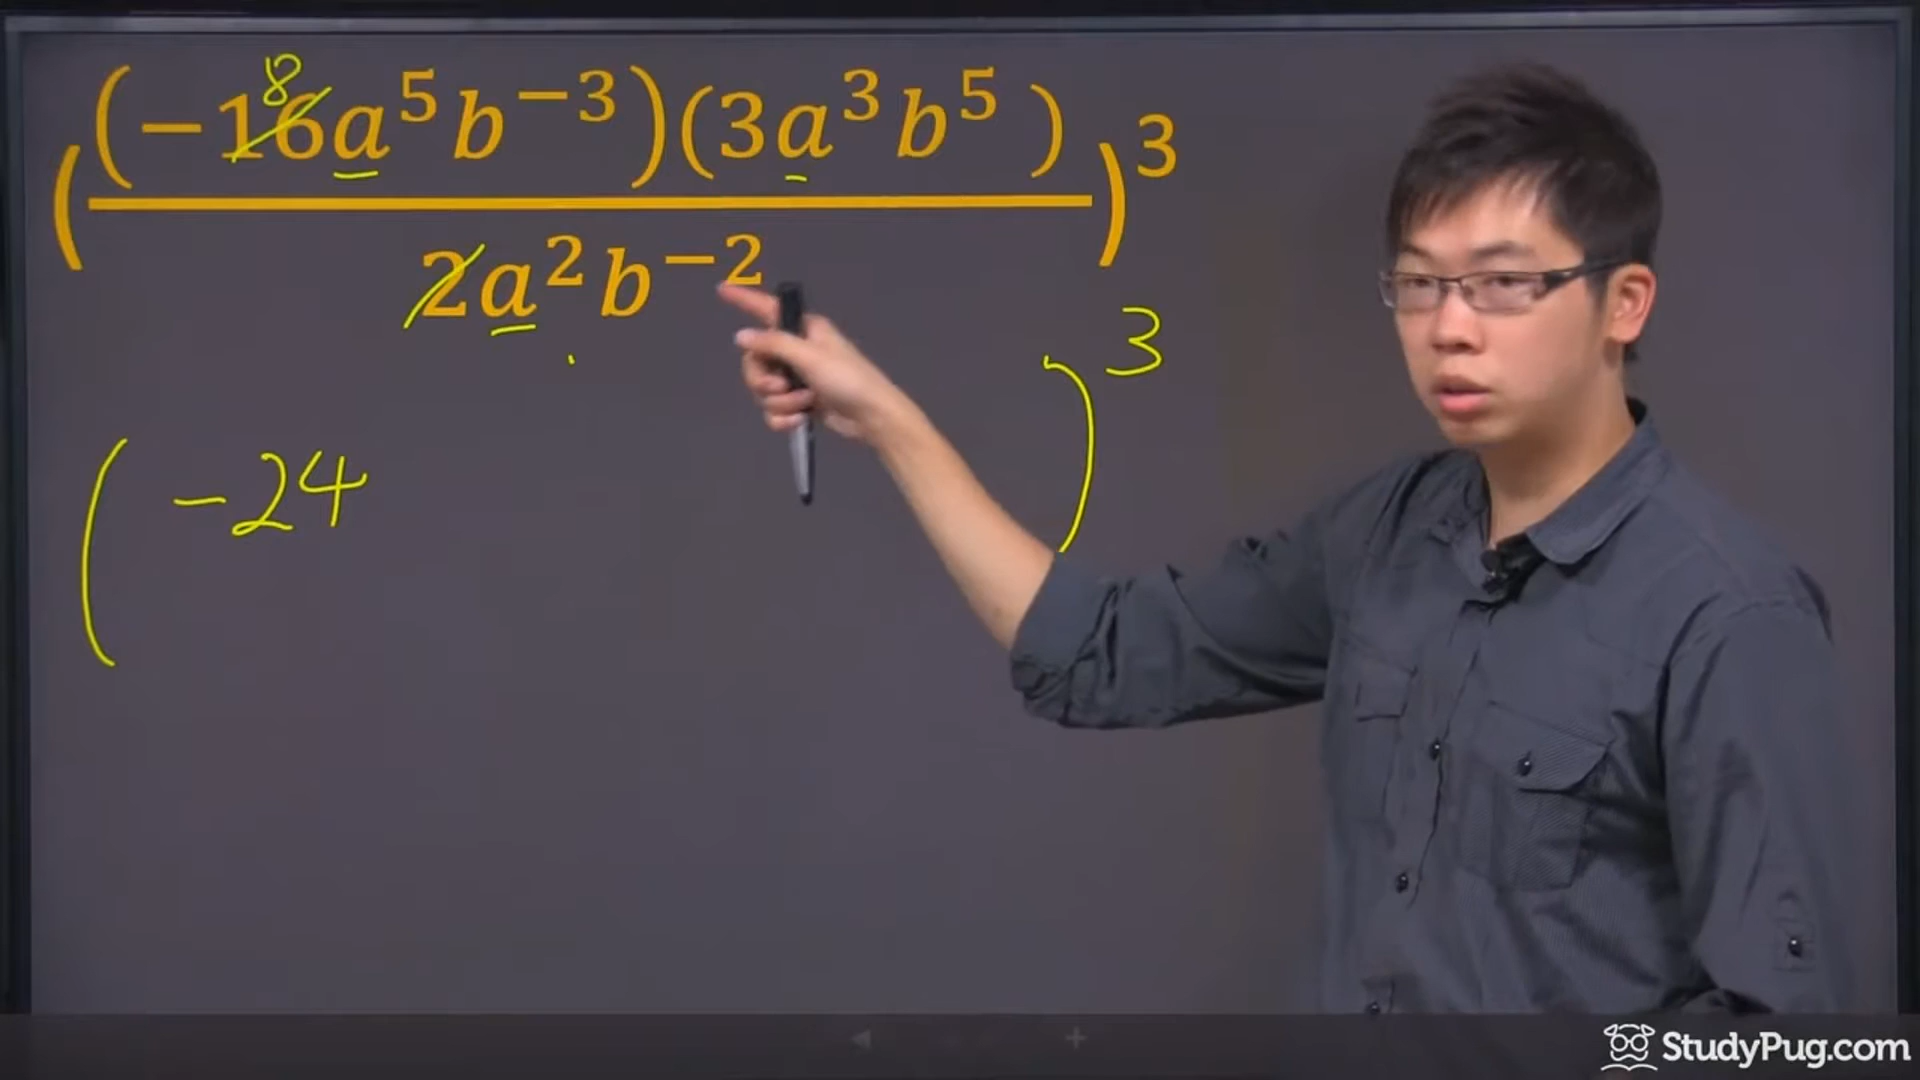 ((-16a⁵b⁻³)(3a³b⁵))³
8
2a²b⁻²
( -24 )³
StudyPug.com